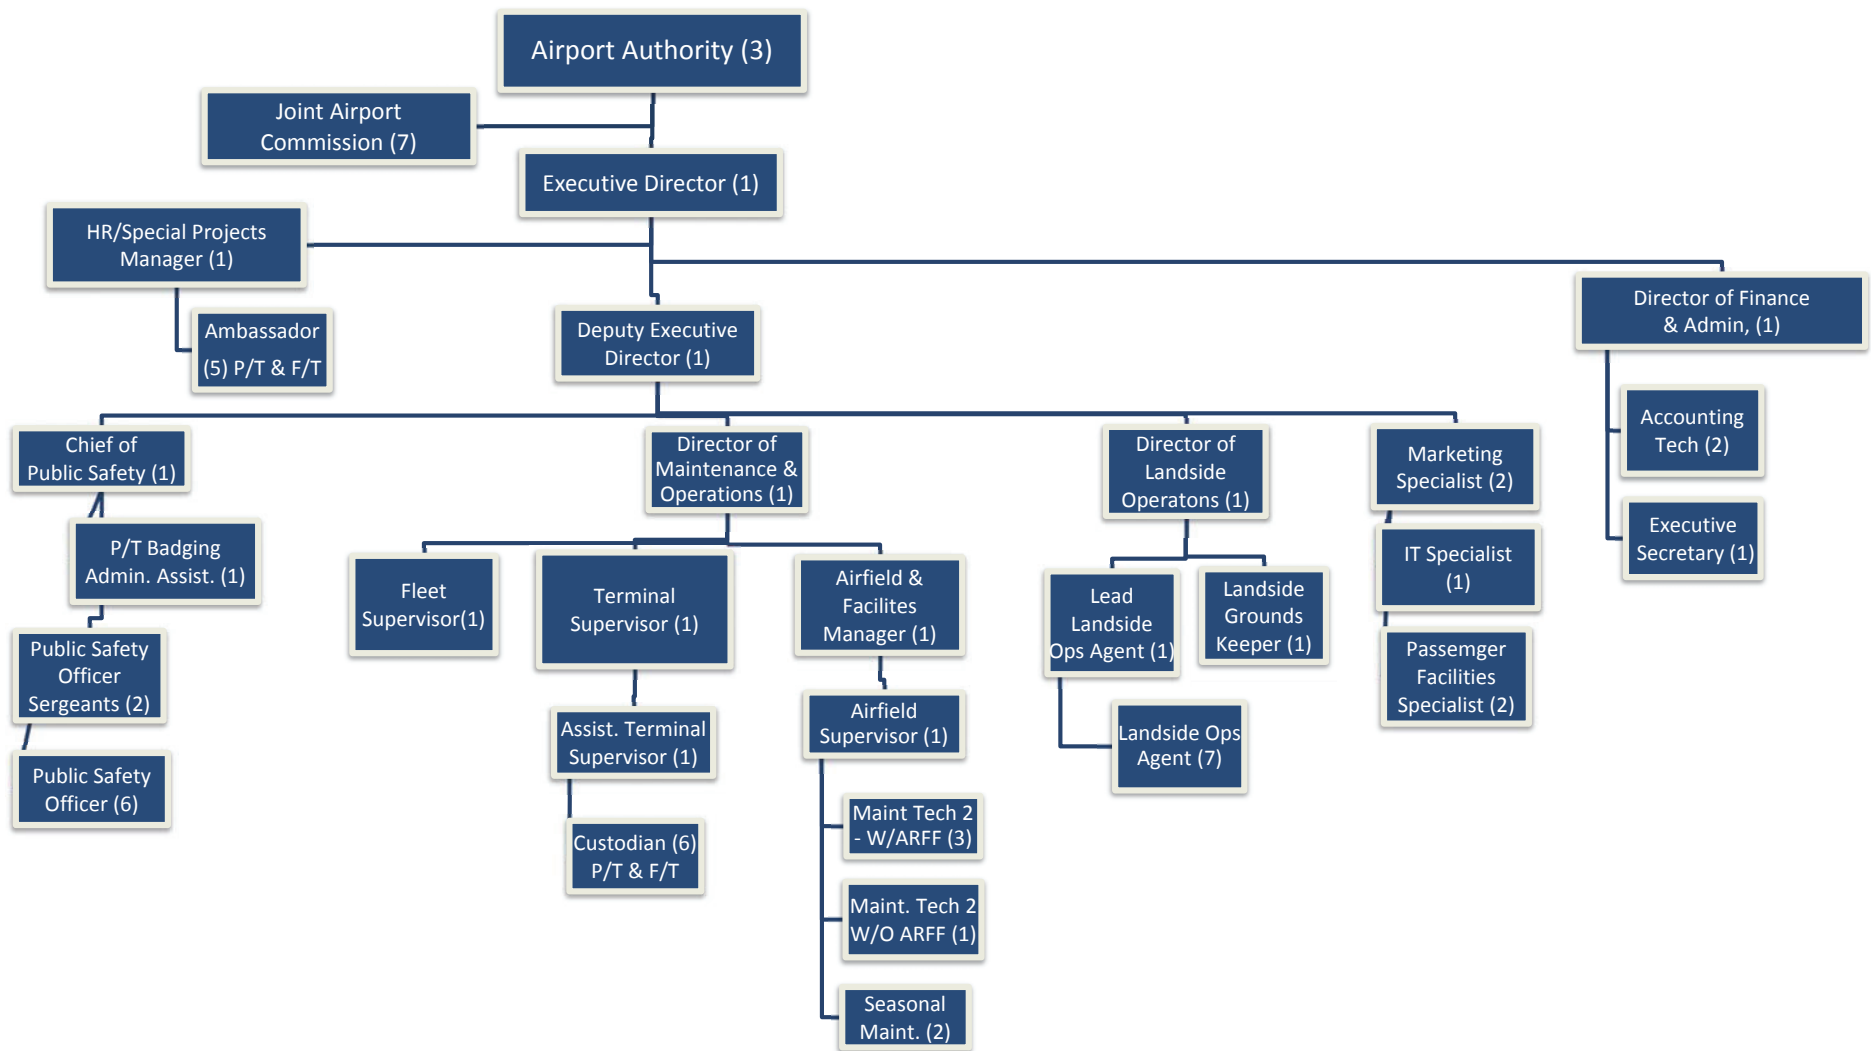 Airport Authority (3)
Joint Airport
Commission (7)
Executive Director (1)
HR/Special Projects
Manager (1)
Ambassador
(5) P/T & F/T
Deputy Executive
Director (1)
Director of Finance
& Admin, (1)
Accounting
Tech (2)
Executive
Secretary (1)
Chief of
Public Safety (1)
P/T Badging
Admin. Assist. (1)
Public Safety
Officer
Sergeants (2)
Public Safety
Officer (6)
Director of
Maintenance &
Operations (1)
Fleet
Supervisor(1)
Terminal
Supervisor (1)
Assist. Terminal
Supervisor (1)
Custodian (6)
P/T & F/T
Airfield &
Facilites
Manager (1)
Airfield
Supervisor (1)
Maint Tech 2
- W/ARFF (3)
Maint. Tech 2
W/O ARFF (1)
Seasonal
Maint. (2)
Director of
Landside
Operatons (1)
Lead
Landside
Ops Agent (1)
Landside Ops
Agent (7)
Landside
Grounds
Keeper (1)
Marketing
Specialist (2)
IT Specialist
(1)
Passemger
Facilities
Specialist (2)